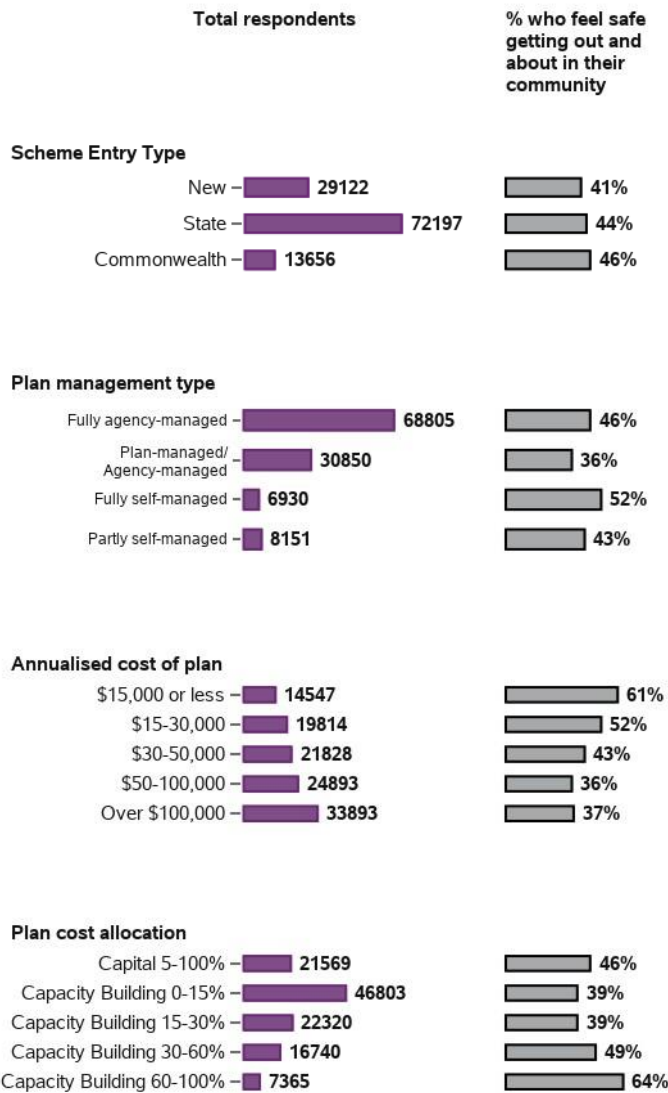 Total respondents
% who feel safe
getting out and
about in their
community
Scheme Entry Type
New 29122 41%
State 72197 44%
Commonwealth 13656 46%
Plan management type
Fully agency-managed 68805 46%
Plan-managed/
Agency-managed 30850 36%
Fully self-managed 6930 52%
Partly self-managed 8151 43%
Annualised cost of plan
$15,000 or less 14547 61%
$15-30,000 19814 52%
$30-50,000 21828 43%
$50-100,000 24893 36%
Over $100,000 33893 37%
Plan cost allocation
Capital 5-100% 21569 46%
Capacity Building 0-15% 46803 39%
Capacity Building 15-30% 22320 39%
Capacity Building 30-60% 16740 49%
Capacity Building 60-100% 7365 64%